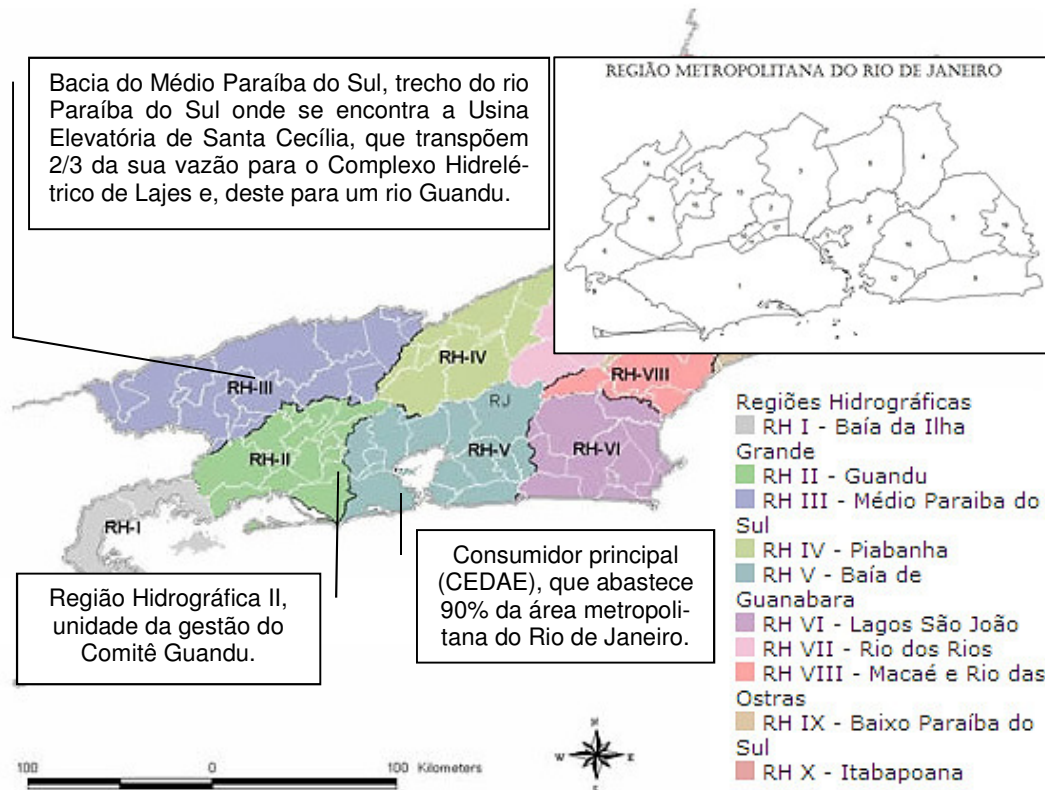 Bacia do Médio Paraíba do Sul, trecho do rio
Paraíba do Sul onde se encontra a Usina
Elevatória de Santa Cecília, que transpõem
2/3 da sua vazão para o Complexo Hidrelé-
trico de Lajes e, deste para um rio Guandu.
REGIÃO METROPOLITANA DO RIO DE JANEIRO
RH-IV
RH-VIII
RH-III
RJ
RH-II
RH-V
RH-VI
RH-I
Regiões Hidrográficas
RH I - Baía da Ilha
Grande
RH II - Guandu
RH III - Médio Paraiba do
Sul
RH IV - Piabanha
RH V - Baía de
Guanabara
RH VI - Lagos São João
RH VII - Rio dos Rios
RH VIII - Macaé e Rio das
Ostras
RH IX - Baixo Paraíba do
Sul
RH X - Itabapoana
Consumidor principal
(CEDAE), que abastece
90% da área metropoli-
tana do Rio de Janeiro.
Região Hidrográfica II,
unidade da gestão do
Comitê Guandu.
N
W E
S
100 0 100 Kilometers